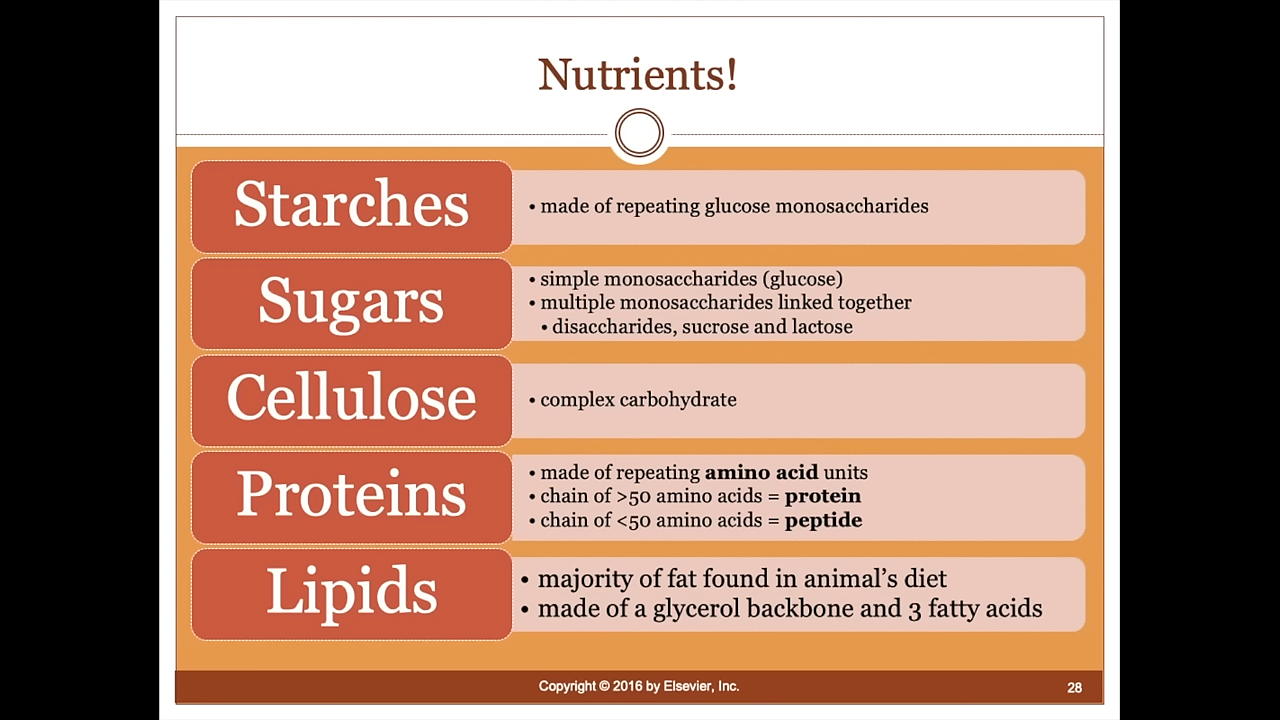 Nutrients!
Starches
• made of repeating glucose monosaccharides
Sugars
• simple monosaccharides (glucose)
• multiple monosaccharides linked together
• disaccharides, sucrose and lactose
Cellulose
• complex carbohydrate
Proteins
• made of repeating amino acid units
• chain of >50 amino acids = protein
• chain of <50 amino acids = peptide
Lipids
• majority of fat found in animal's diet
• made of a glycerol backbone and 3 fatty acids
Copyright © 2016 by Elsevier, Inc.
28